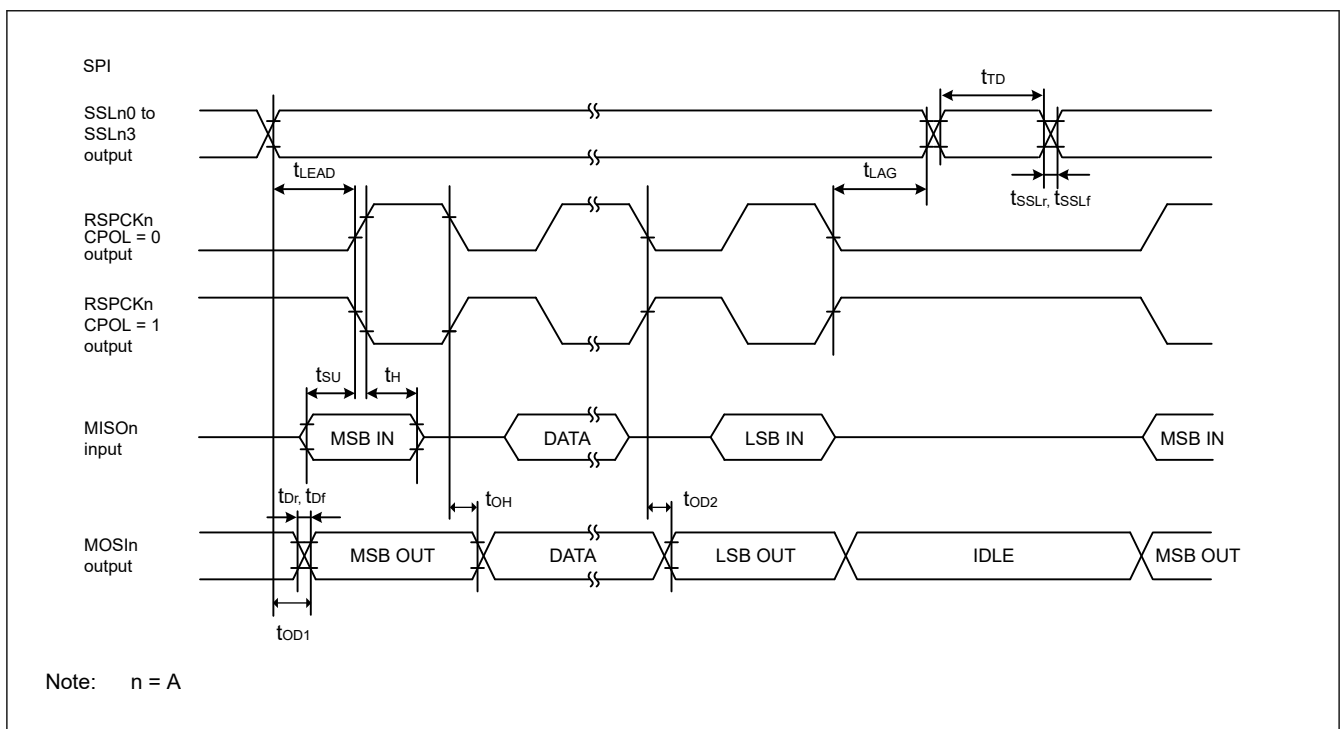 SPI
tTD
SSLn0 to
SSLn3
output
tLEAD
tLAG
tSSLr, tSSLf
RSPCKn
CPOL = 0
output
RSPCKn
CPOL = 1
output
tSU
tH
MISOn
input
MSB IN
DATA
LSB IN
MSB IN
tDr, tDf
tOH
tOD2
MOSIn
output
MSB OUT
DATA
LSB OUT
IDLE
MSB OUT
tOD1
Note: n = A